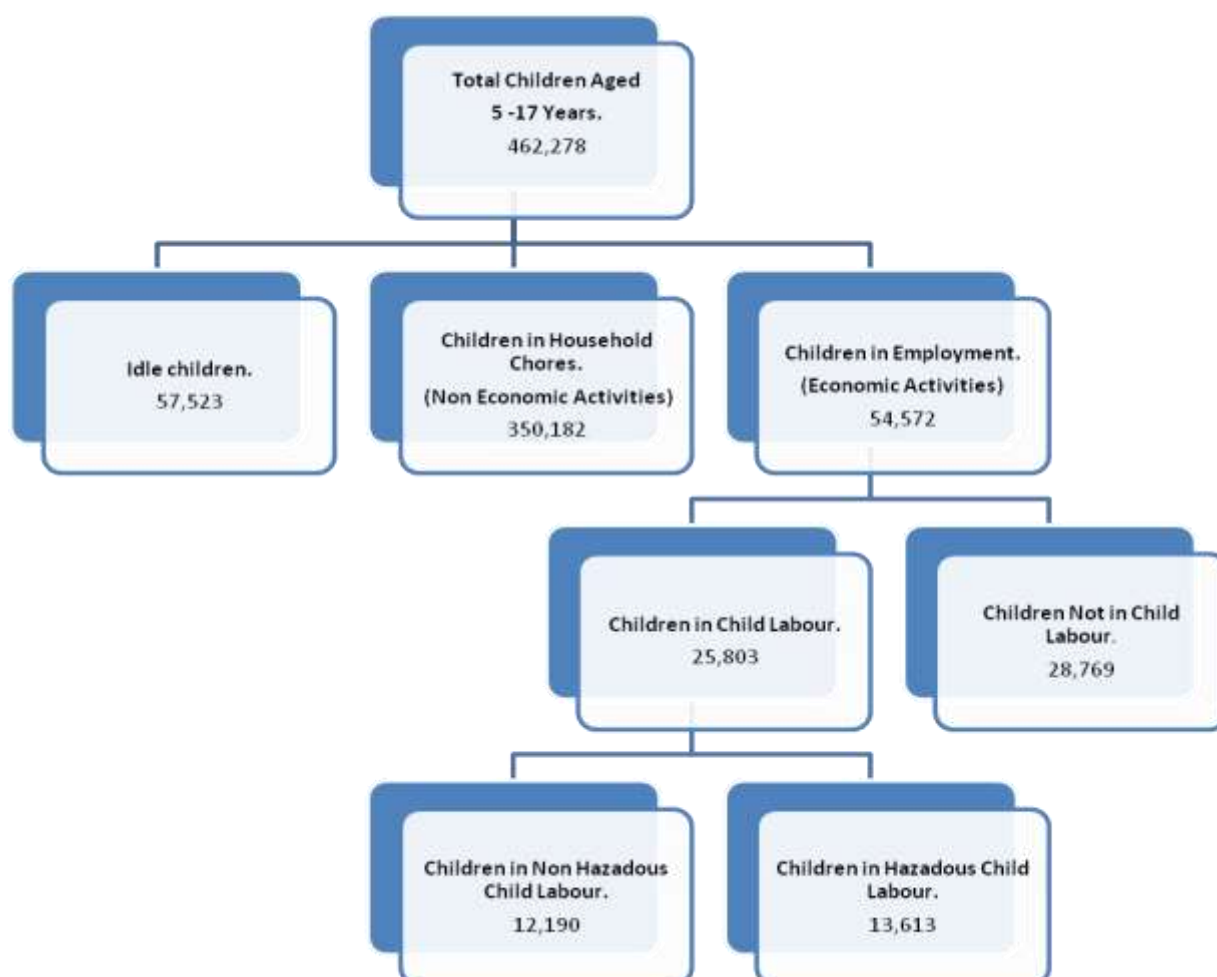 Total Children Aged
5 -17 Years.
462,278
Idle children.
57,523
Children in Household
Chores.
(Non Economic Activities)
350,182
Children in Employment.
(Economic Activities)
54,572
Children in Child Labour.
25,803
Children Not in Child
Labour.
28,769
Children in Non Hazadous
Child Labour.
12,190
Children in Hazadous Child
Labour.
13,613